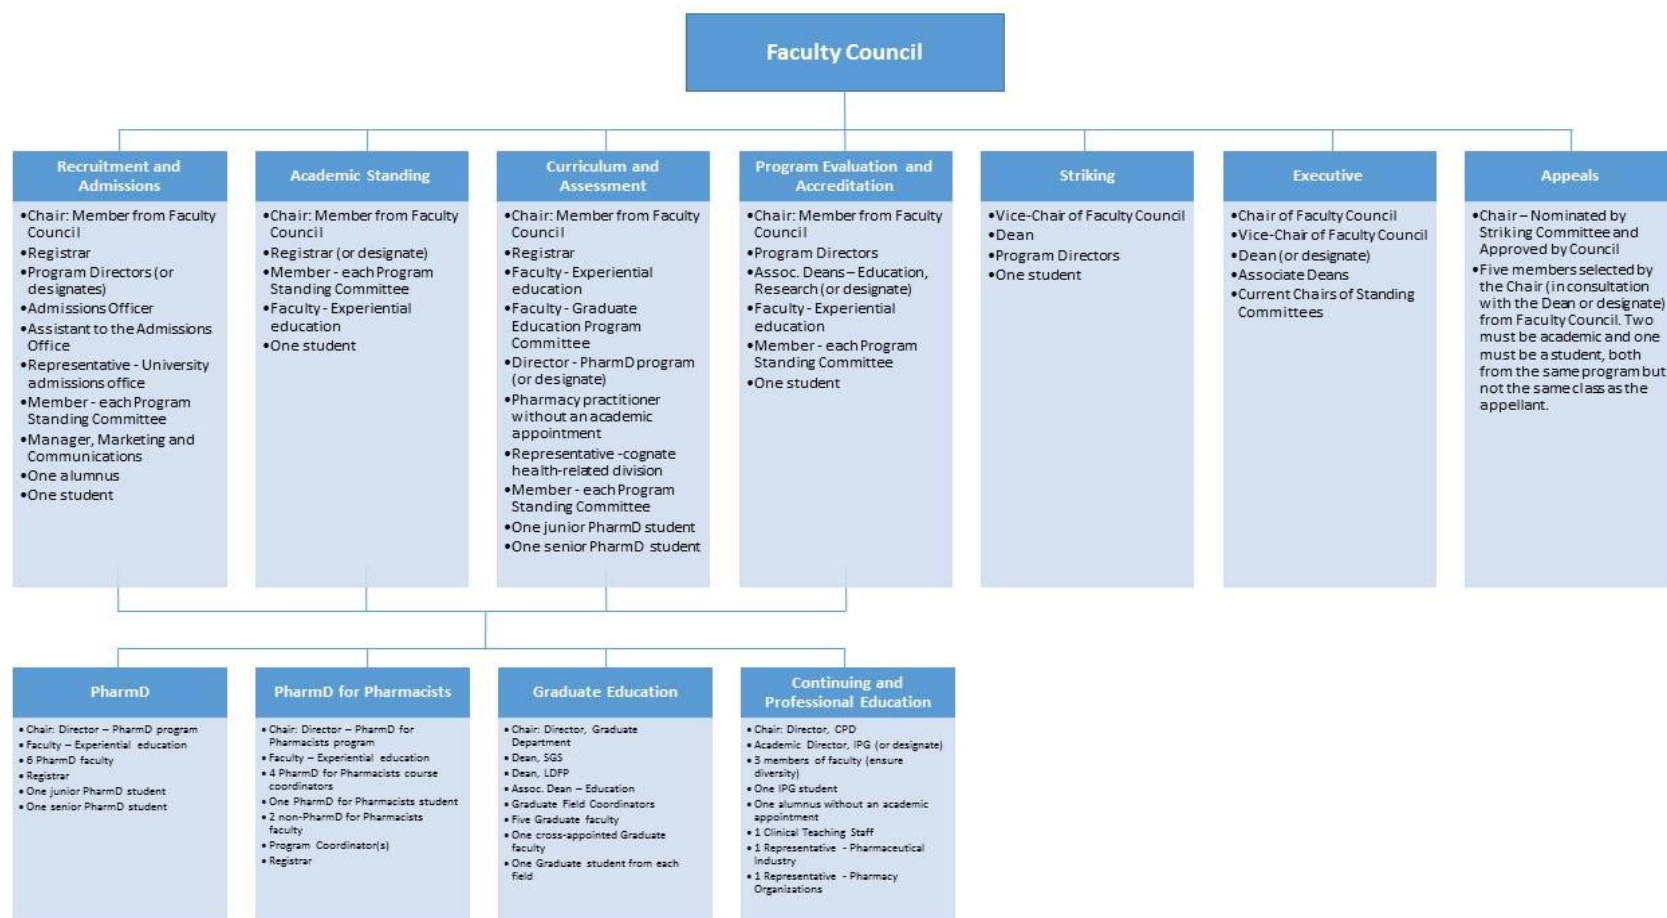 Faculty Council
Recruitment and
Admissions
•Chair: Member from Faculty
Council
•Registrar
•Program Directors (or
designates)
•Admissions Officer
•Assistant to the Admissions
Office
•Representative - University
admissions office
•Member - each Program
Standing Committee
•Manager, Marketing and
Communications
•One alumnus
•One student
Academic Standing
•Chair: Member from Faculty
Council
•Registrar (or designate)
•Member - each Program
Standing Committee
•Faculty - Experiential
education
•One student
Curriculum and
Assessment
•Chair: Member from Faculty
Council
•Registrar
•Faculty - Experiential
education
•Faculty - Graduate
Education Program
Committee
•Director - PharmD program
(or designate)
•Pharmacy practitioner
without an academic
appointment
•Representative -cognate
health-related division
•Member - each Program
Standing Committee
•One junior PharmD student
•One senior PharmD student
Program Evaluation and
Accreditation
•Chair: Member from Faculty
Council
•Program Directors
•Assoc. Deans – Education,
Research (or designate)
•Faculty - Experiential
education
•Member - each Program
Standing Committee
•One student
Striking
•Vice-Chair of Faculty Council
•Dean
•Program Directors
•One student
Executive
•Chair of Faculty Council
•Vice-Chair of Faculty Council
•Dean (or designate)
•Associate Deans
•Current Chairs of Standing
Committees
Appeals
•Chair – Nominated by
Striking Committee and
Approved by Council
•Five members selected by
the Chair (in consultation
with the Dean or designate)
from Faculty Council. Two
must be academic and one
must be a student, both
from the same program but
not the same class as the
appellant.
PharmD
• Chair: Director – PharmD program
• Faculty – Experiential education
• 6 PharmD faculty
• Registrar
• One junior PharmD student
• One senior PharmD student
PharmD for Pharmacists
• Chair: Director – PharmD for
Pharmacists program
• Faculty – Experiential education
• 4 PharmD for Pharmacists course
coordinators
• One PharmD for Pharmacists student
• 2 non-PharmD for Pharmacists
faculty
• Program Coordinator(s)
• Registrar
Graduate Education
• Chair: Director, Graduate
Department
• Dean, SGS
• Dean, LDFP
• Assoc. Dean – Education
• Graduate Field Coordinators
• Five Graduate faculty
• One cross-appointed Graduate
faculty
• One Graduate student from each
field
Continuing and
Professional Education
• Chair: Director, CPD
• Academic Director, IPG (or designate)
• 3 members of faculty (ensure
diversity)
• One IPG student
• One alumnus without an academic
appointment
• 1 Clinical Teaching Staff
• 1 Representative - Pharmaceutical
Industry
• 1 Representative - Pharmacy
Organizations